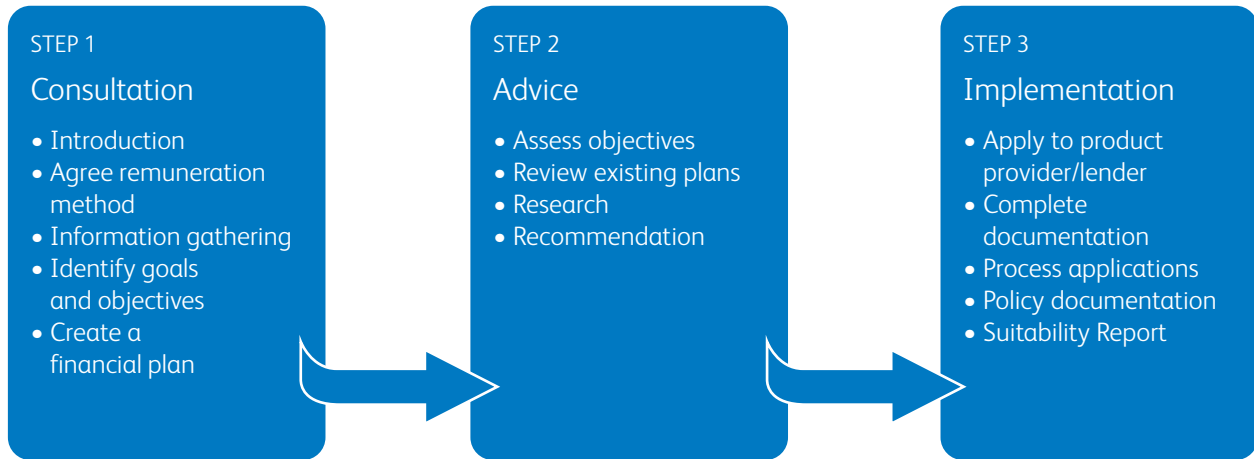 STEP 1
Consultation
• Introduction
• Agree remuneration
method
• Information gathering
• Identify goals
and objectives
• Create a
financial plan
STEP 2
Advice
• Assess objectives
• Review existing plans
• Research
• Recommendation
STEP 3
Implementation
• Apply to product
provider/lender
• Complete
documentation
• Process applications
• Policy documentation
• Suitability Report